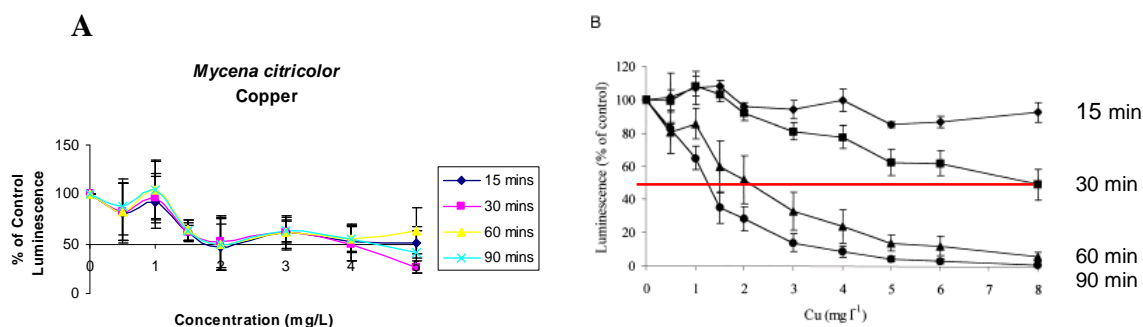 A
Mycena citricolor
Copper
% of Control
Luminescence
150
100
50
0
0 1 2 3 4
Concentration (mg/L)
15 mins
30 mins
60 mins
90 mins
B
Luminescence (% of control)
120
100
80
60
40
20
0
0 1 2 3 4 5 6 7 8
Cu (mg l⁻¹)
15 min
30 min
60 min
90 min